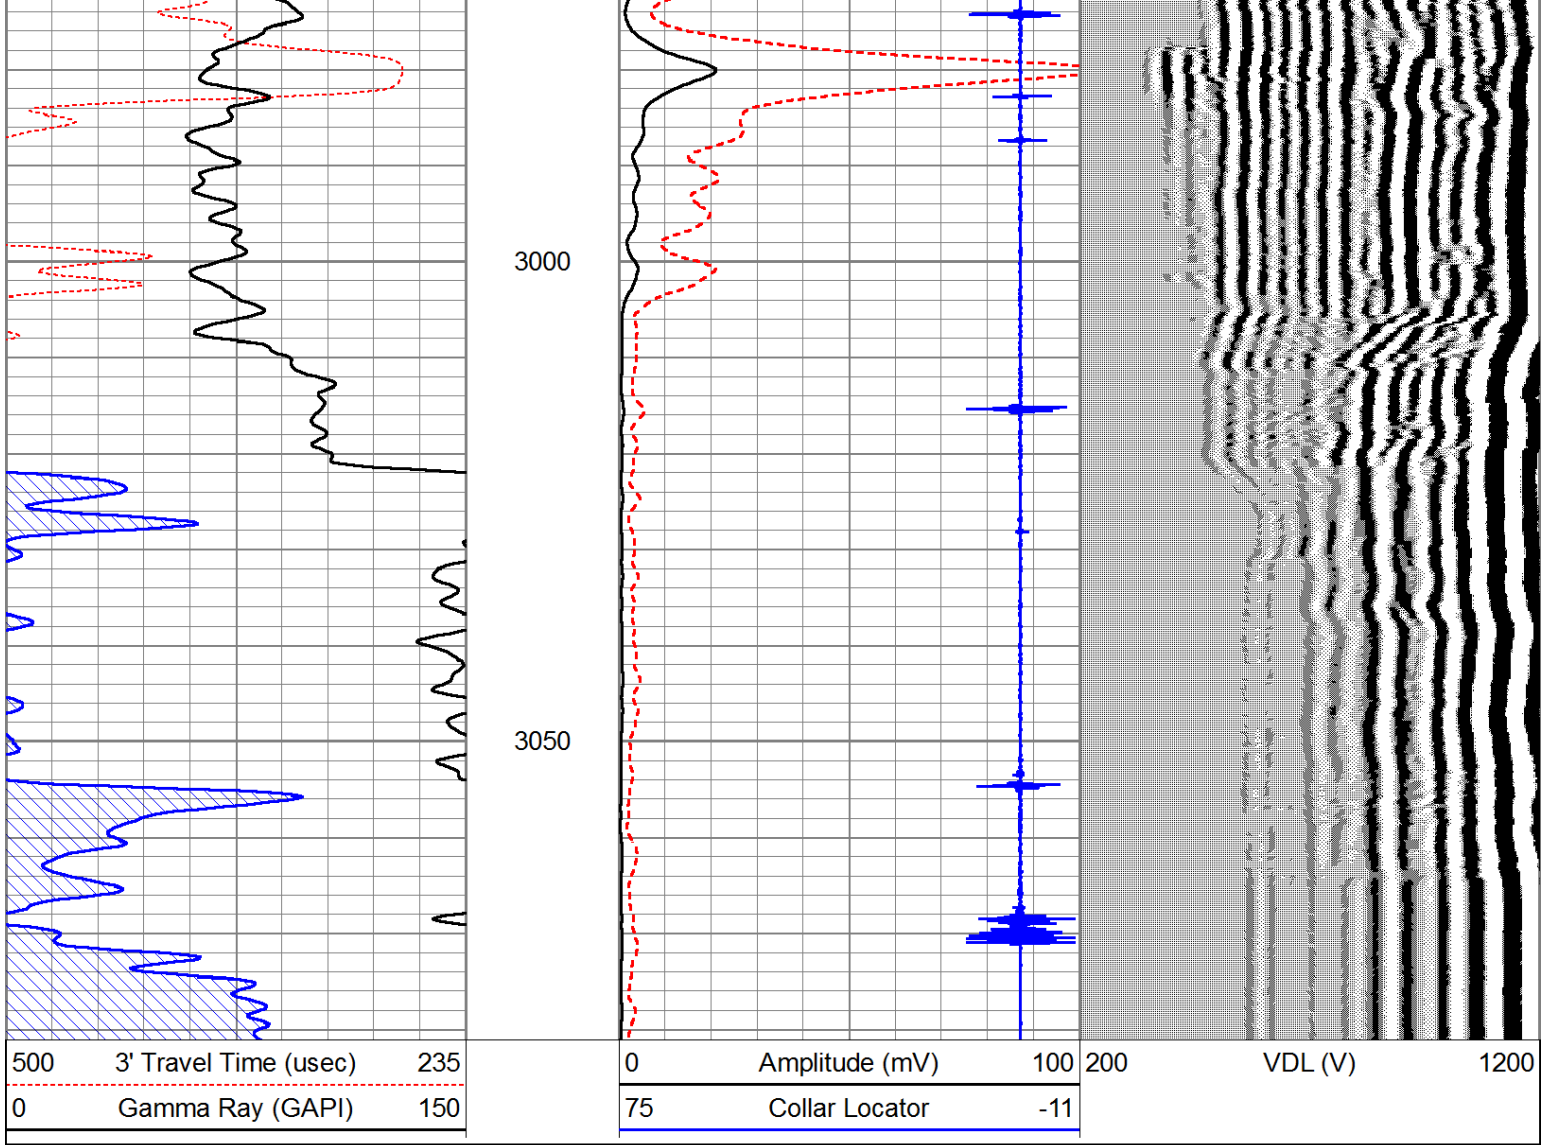 3000
3050
500 3' Travel Time (usec) 235
0 Gamma Ray (GAPI) 150
0 Amplitude (mV) 100
75 Collar Locator -11
200 VDL (V) 1200